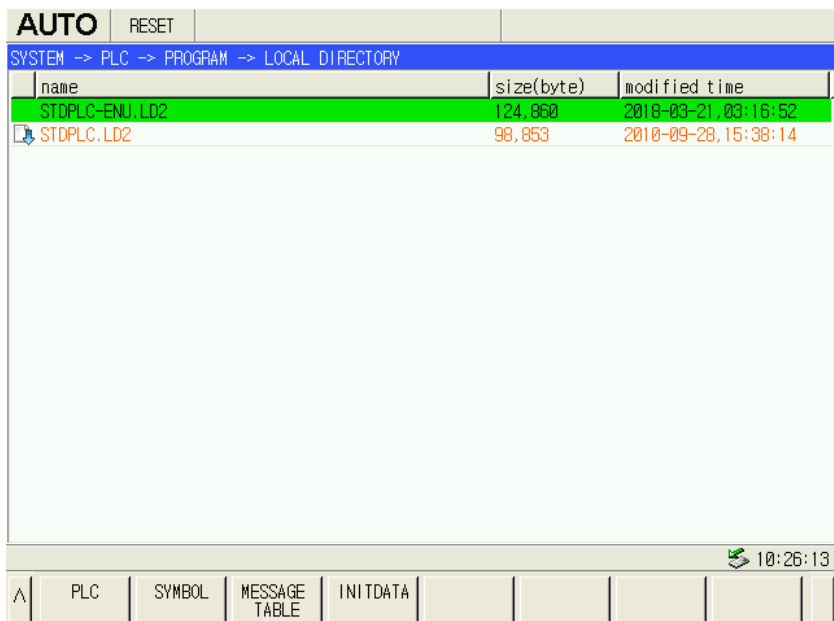 AUTO RESET
SYSTEM -> PLC -> PROGRAM -> LOCAL DIRECTORY
name size(byte) modified time
STDPLC-ENU.LD2 124,860 2018-03-21,03:16:52
STDPLC.LD2 98,853 2010-09-28,15:38:14
10:26:13
^ PLC SYMBOL MESSAGE TABLE INITDATA